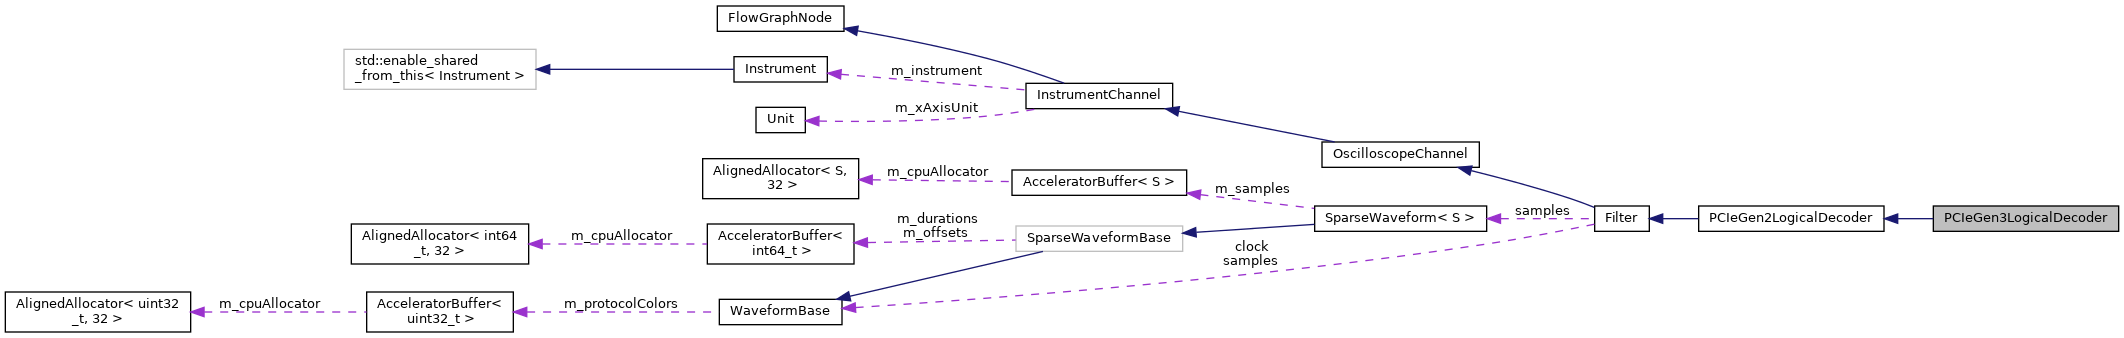 FlowGraphNode
std::enable_shared
_from_this< Instrument >
Instrument
m_instrument
InstrumentChannel
m_xAxisUnit
Unit
OscilloscopeChannel
AlignedAllocator< S,
32 >
m_cpuAllocator
AcceleratorBuffer< S >
m_samples
SparseWaveform< S >
samples
Filter
PCIeGen2LogicalDecoder
PCIeGen3LogicalDecoder
AlignedAllocator< int64
_t, 32 >
m_cpuAllocator
AcceleratorBuffer<
int64_t >
m_durations
m_offsets
SparseWaveformBase
clock
samples
AlignedAllocator< uint32
_t, 32 >
m_cpuAllocator
AcceleratorBuffer<
uint32_t >
m_protocolColors
WaveformBase